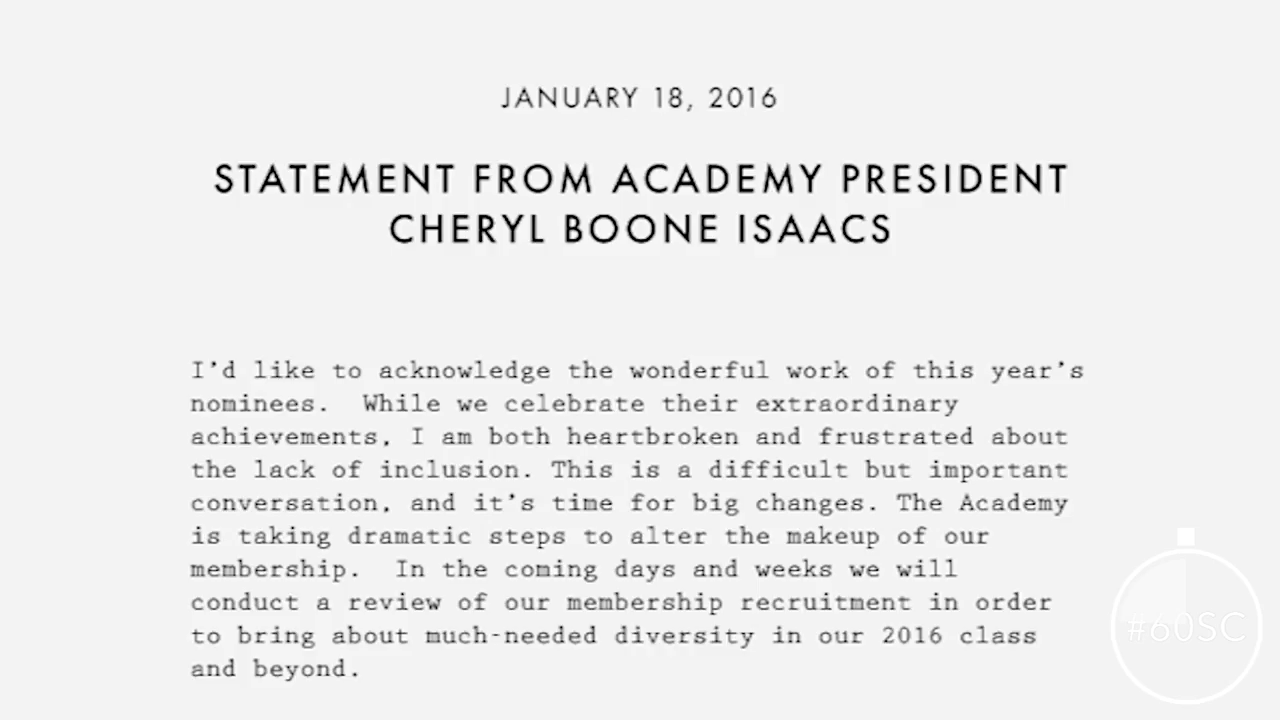 JANUARY 18, 2016
STATEMENT FROM ACADEMY PRESIDENT
CHERYL BOONE ISAACS
I’d like to acknowledge the wonderful work of this year’s
nominees.  While we celebrate their extraordinary
achievements, I am both heartbroken and frustrated about
the lack of inclusion. This is a difficult but important
conversation, and it’s time for big changes. The Academy
is taking dramatic steps to alter the makeup of our
membership.  In the coming days and weeks we will
conduct a review of our membership recruitment in order
to bring about much-needed diversity in our 2016 class
and beyond.
#60SC